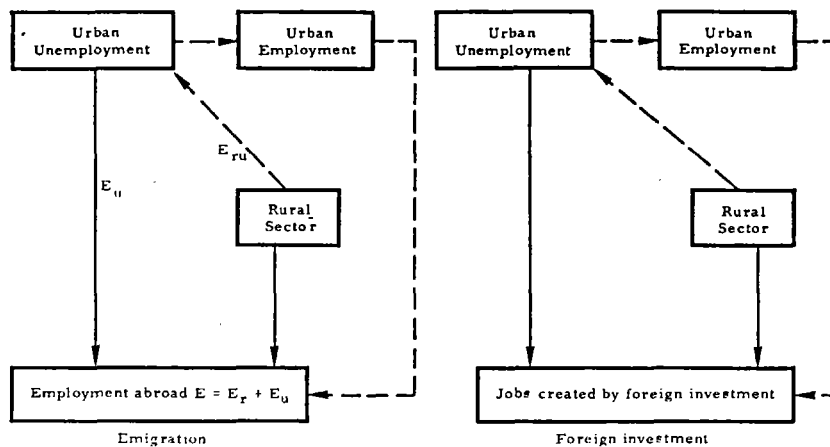 Urban
Unemployment
Urban
Employment
E_ru
E_u
Rural
Sector
Employment abroad E = E_r + E_u
Emigration
Urban
Unemployment
Urban
Employment
Rural
Sector
Jobs created by foreign investment
Foreign investment